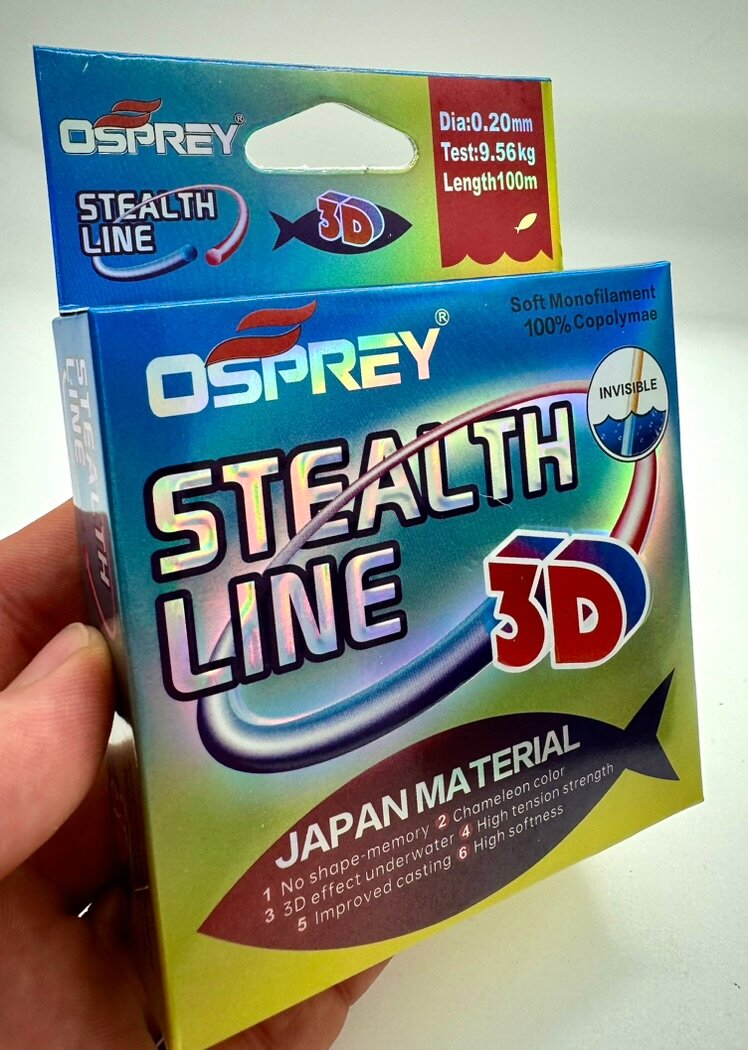 OSPREY®
STEALTH
LINE
3D
Dia:0.20mm
Test:9.56kg
Length100m
OSPREY®
Soft Monofilament
100% Copolymae
INVISIBLE
STEALTH
LINE
3D
JAPAN MATERIAL
1 No shape-memory 2 Chameleon color
3 3D effect underwater 4 High tension strength
5 Improved casting 6 High softness
STEALTH
LINE